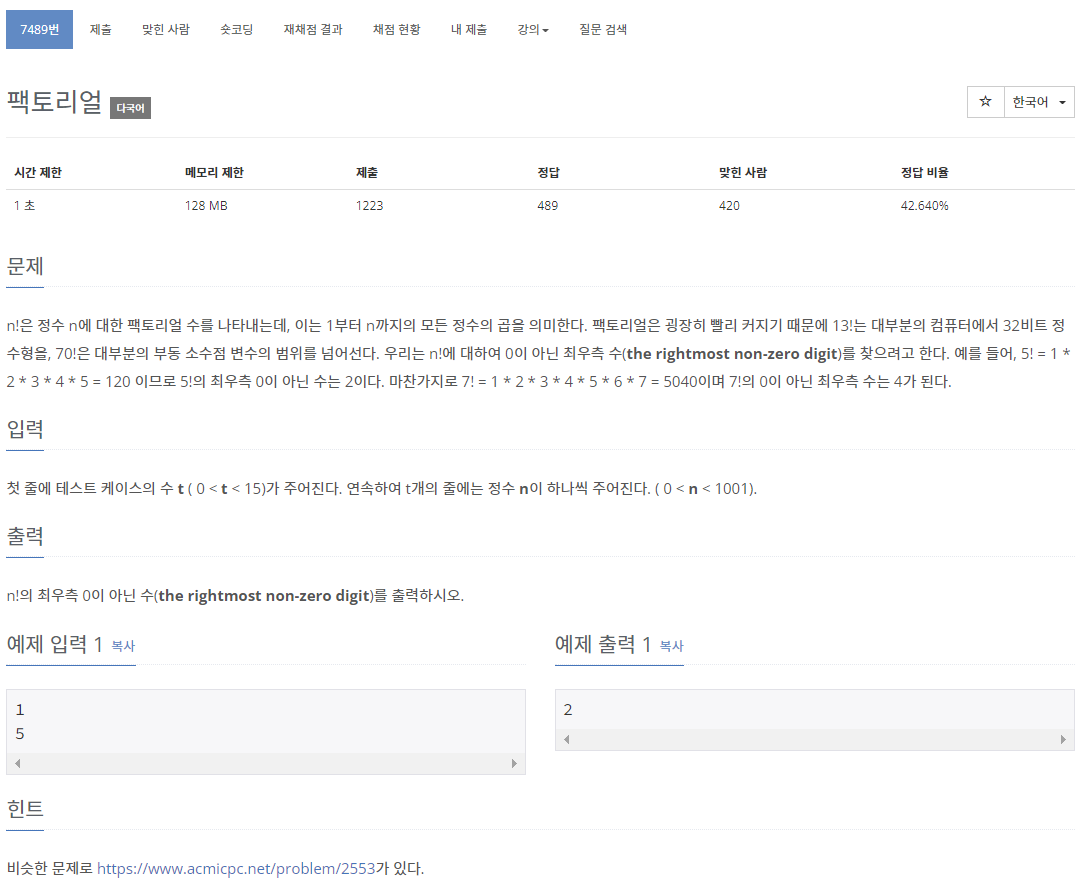 7489번 제출 맞힌 사람 숏코딩 재채점 결과 채점 현황 내 제출 강의 질문 검색
팩토리얼 다국어 ☆ 한국어
시간 제한 메모리 제한 제출 정답 맞힌 사람 정답 비율
1 초 128 MB 1223 489 420 42.640%
문제
n!은 정수 n에 대한 팩토리얼 수를 나타내는데, 이는 1부터 n까지의 모든 정수의 곱을 의미한다. 팩토리얼은 굉장히 빨리 커지기 때문에 13!는 대부분의 컴퓨터에서 32비트 정
수형을, 70!은 대부분의 부동 소수점 변수의 범위를 넘어선다. 우리는 n!에 대하여 0이 아닌 최우측 수(the rightmost non-zero digit)를 찾으려고 한다. 예를 들어, 5! = 1 *
2 * 3 * 4 * 5 = 120 이므로 5!의 최우측 0이 아닌 수는 2이다. 마찬가지로 7! = 1 * 2 * 3 * 4 * 5 * 6 * 7 = 5040이며 7!의 0이 아닌 최우측 수는 4가 된다.
입력
첫 줄에 테스트 케이스의 수 t ( 0 < t < 15)가 주어진다. 연속하여 t개의 줄에는 정수 n이 하나씩 주어진다. ( 0 < n < 1001).
출력
n!의 최우측 0이 아닌 수(the rightmost non-zero digit)를 출력하시오.
예제 입력 1 복사
1
5
예제 출력 1 복사
2
힌트
비슷한 문제로 https://www.acmicpc.net/problem/2553가 있다.